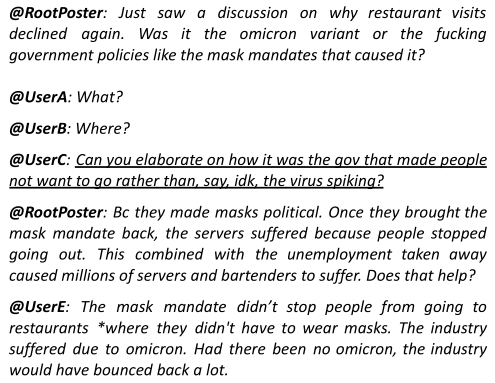 @RootPoster: Just saw a discussion on why restaurant visits
declined again. Was it the omicron variant or the fucking
government policies like the mask mandates that caused it?
@UserA: What?
@UserB: Where?
@UserC: Can you elaborate on how it was the gov that made people
not want to go rather than, say, idk, the virus spiking?
@RootPoster: Bc they made masks political. Once they brought the
mask mandate back, the servers suffered because people stopped
going out. This combined with the unemployment taken away
caused millions of servers and bartenders to suffer. Does that help?
@UserE: The mask mandate didn’t stop people from going to
restaurants *where they didn't have to wear masks. The industry
suffered due to omicron. Had there been no omicron, the industry
would have bounced back a lot.